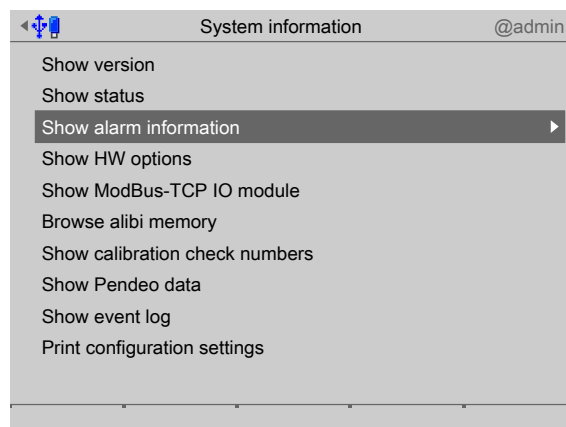 System information @admin
Show version
Show status
Show alarm information
Show HW options
Show ModBus-TCP IO module
Browse alibi memory
Show calibration check numbers
Show Pendeo data
Show event log
Print configuration settings